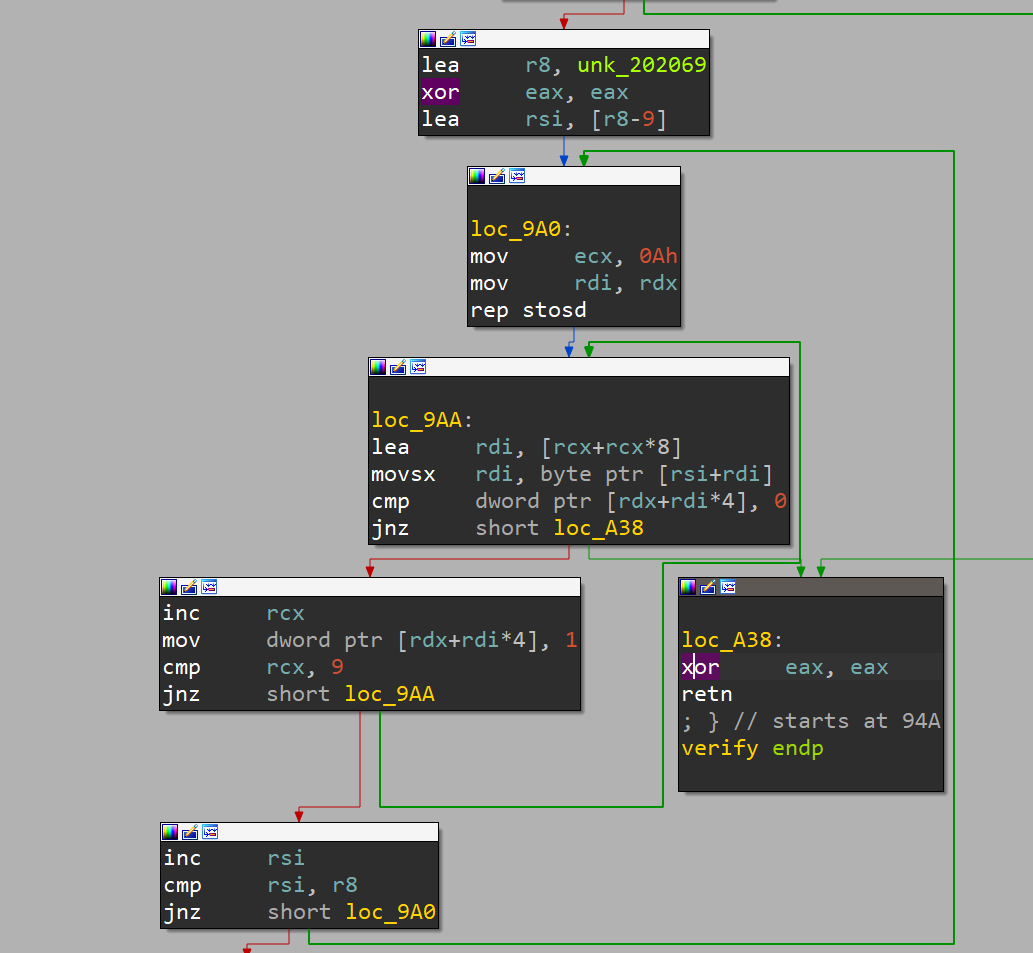 lea r8, unk_202069
xor eax, eax
lea rsi, [r8-9]
loc_9A0:
mov ecx, 0Ah
mov rdi, rdx
rep stosd
loc_9AA:
lea rdi, [rcx+rcx*8]
movsx rdi, byte ptr [rsi+rdi]
cmp dword ptr [rdx+rdi*4], 0
jnz short loc_A38
inc rcx
mov dword ptr [rdx+rdi*4], 1
cmp rcx, 9
jnz short loc_9AA
loc_A38:
xor eax, eax
retn
; } // starts at 94A
verify endp
inc rsi
cmp rsi, r8
jnz short loc_9A0